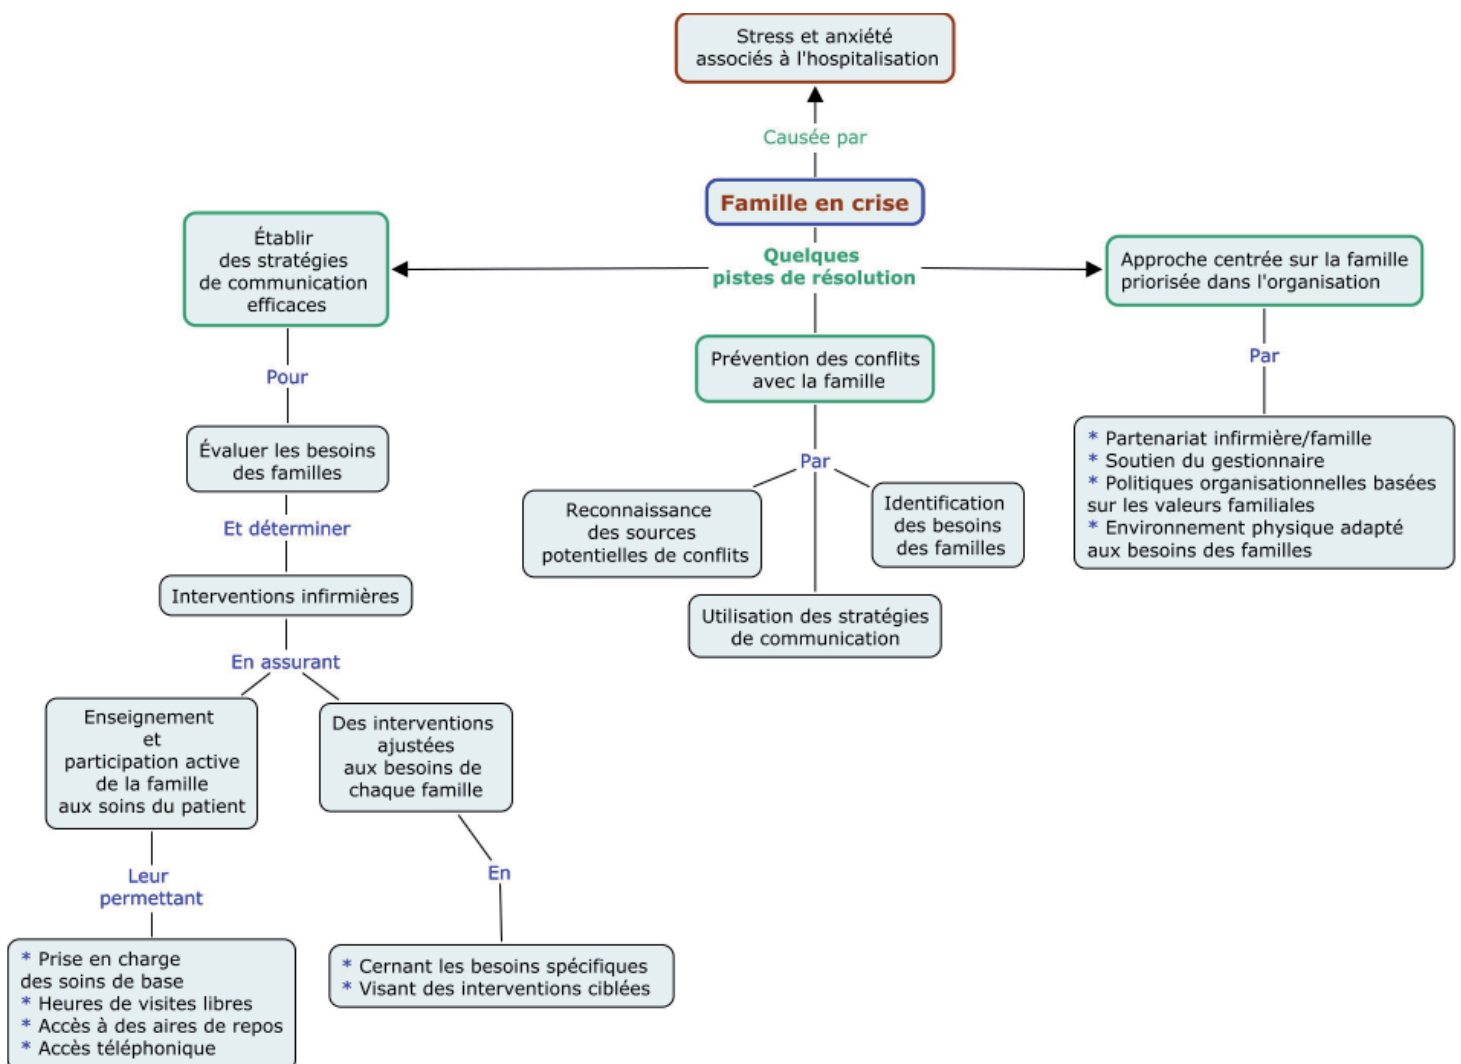 Stress et anxiété
associés à l'hospitalisation
Causée par
Famille en crise
Quelques
pistes de résolution
Établir
des stratégies
de communication
efficaces
Pour
Évaluer les besoins
des familles
Et déterminer
Interventions infirmières
En assurant
Enseignement
et
participation active
de la famille
aux soins du patient
Leur
permettant
* Prise en charge
des soins de base
* Heures de visites libres
* Accès à des aires de repos
* Accès téléphonique
Des interventions
ajustées
aux besoins de
chaque famille
En
* Cernant les besoins spécifiques
* Visant des interventions ciblées
Prévention des conflits
avec la famille
Par
Reconnaissance
des sources
potentielles de conflits
Utilisation des stratégies
de communication
Identification
des besoins
des familles
Approche centrée sur la famille
priorisée dans l'organisation
Par
* Partenariat infirmière/famille
* Soutien du gestionnaire
* Politiques organisationnelles basées
sur les valeurs familiales
* Environnement physique adapté
aux besoins des familles